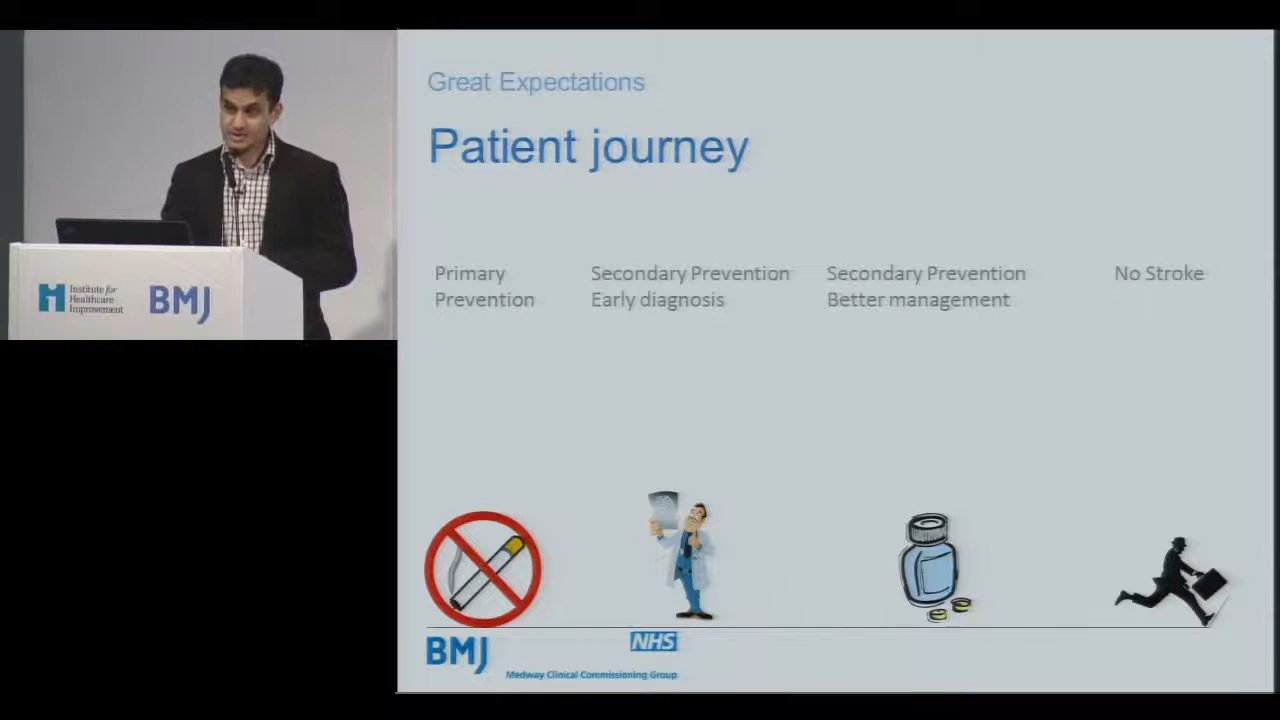 Great Expectations
Patient journey
Primary
Prevention
Secondary Prevention
Early diagnosis
Secondary Prevention
Better management
No Stroke
Institute for
Healthcare
Improvement
BMJ
BMJ
NHS
Medway Clinical Commissioning Group